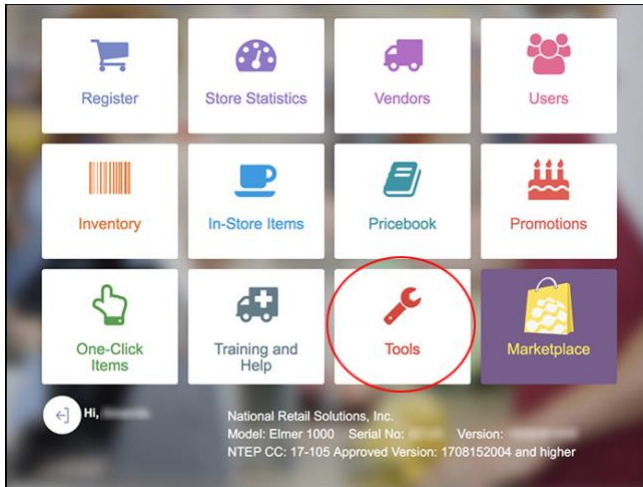 Register
Store Statistics
Vendors
Users
Inventory
In-Store Items
Pricebook
Promotions
One-Click
Items
Training and
Help
Tools
Marketplace
Hi,
National Retail Solutions, Inc.
Model: Elmer 1000 Serial No: Version:
NTEP CC: 17-105 Approved Version: 1708152004 and higher